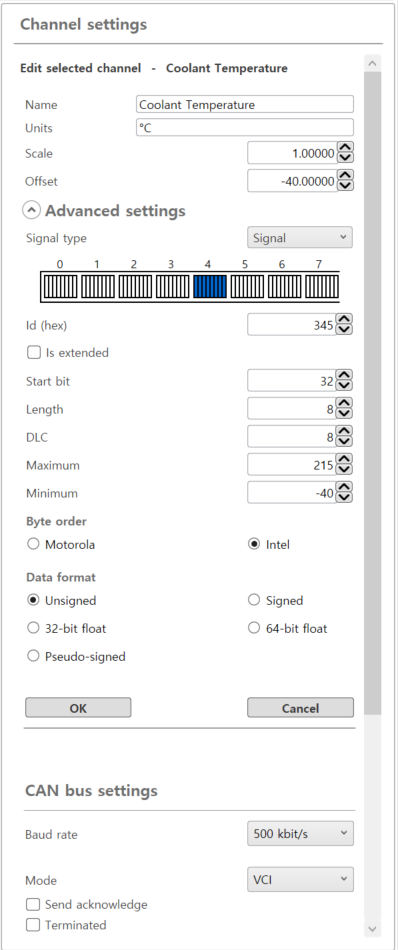 Channel settings
Edit selected channel - Coolant Temperature
Name Coolant Temperature
Units °C
Scale 1.00000
Offset -40.00000
Advanced settings
Signal type Signal
0 1 2 3 4 5 6 7
Id (hex) 345
Is extended
Start bit 32
Length 8
DLC 8
Maximum 215
Minimum -40
Byte order
Motorola Intel
Data format
Unsigned Signed
32-bit float 64-bit float
Pseudo-signed
OK Cancel
CAN bus settings
Baud rate 500 kbit/s
Mode VCI
Send acknowledge
Terminated